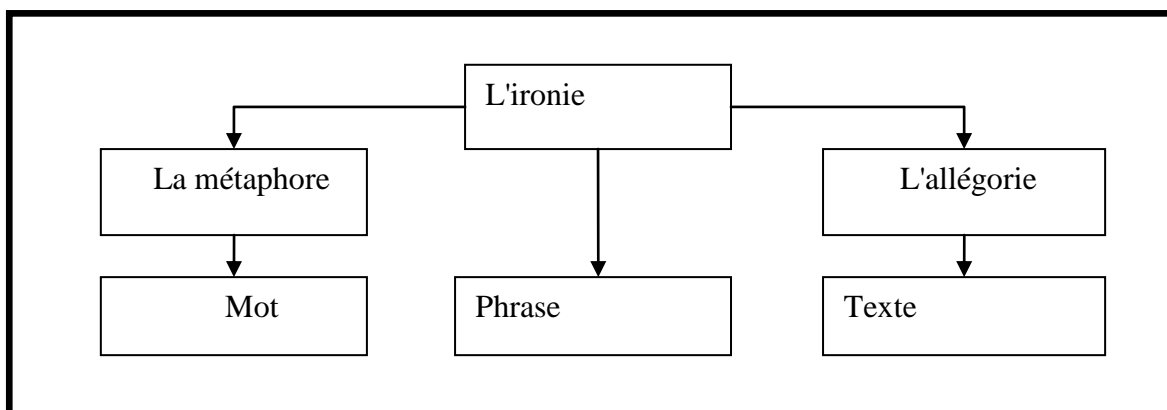 L'ironie
La métaphore
L'allégorie
Mot
Phrase
Texte